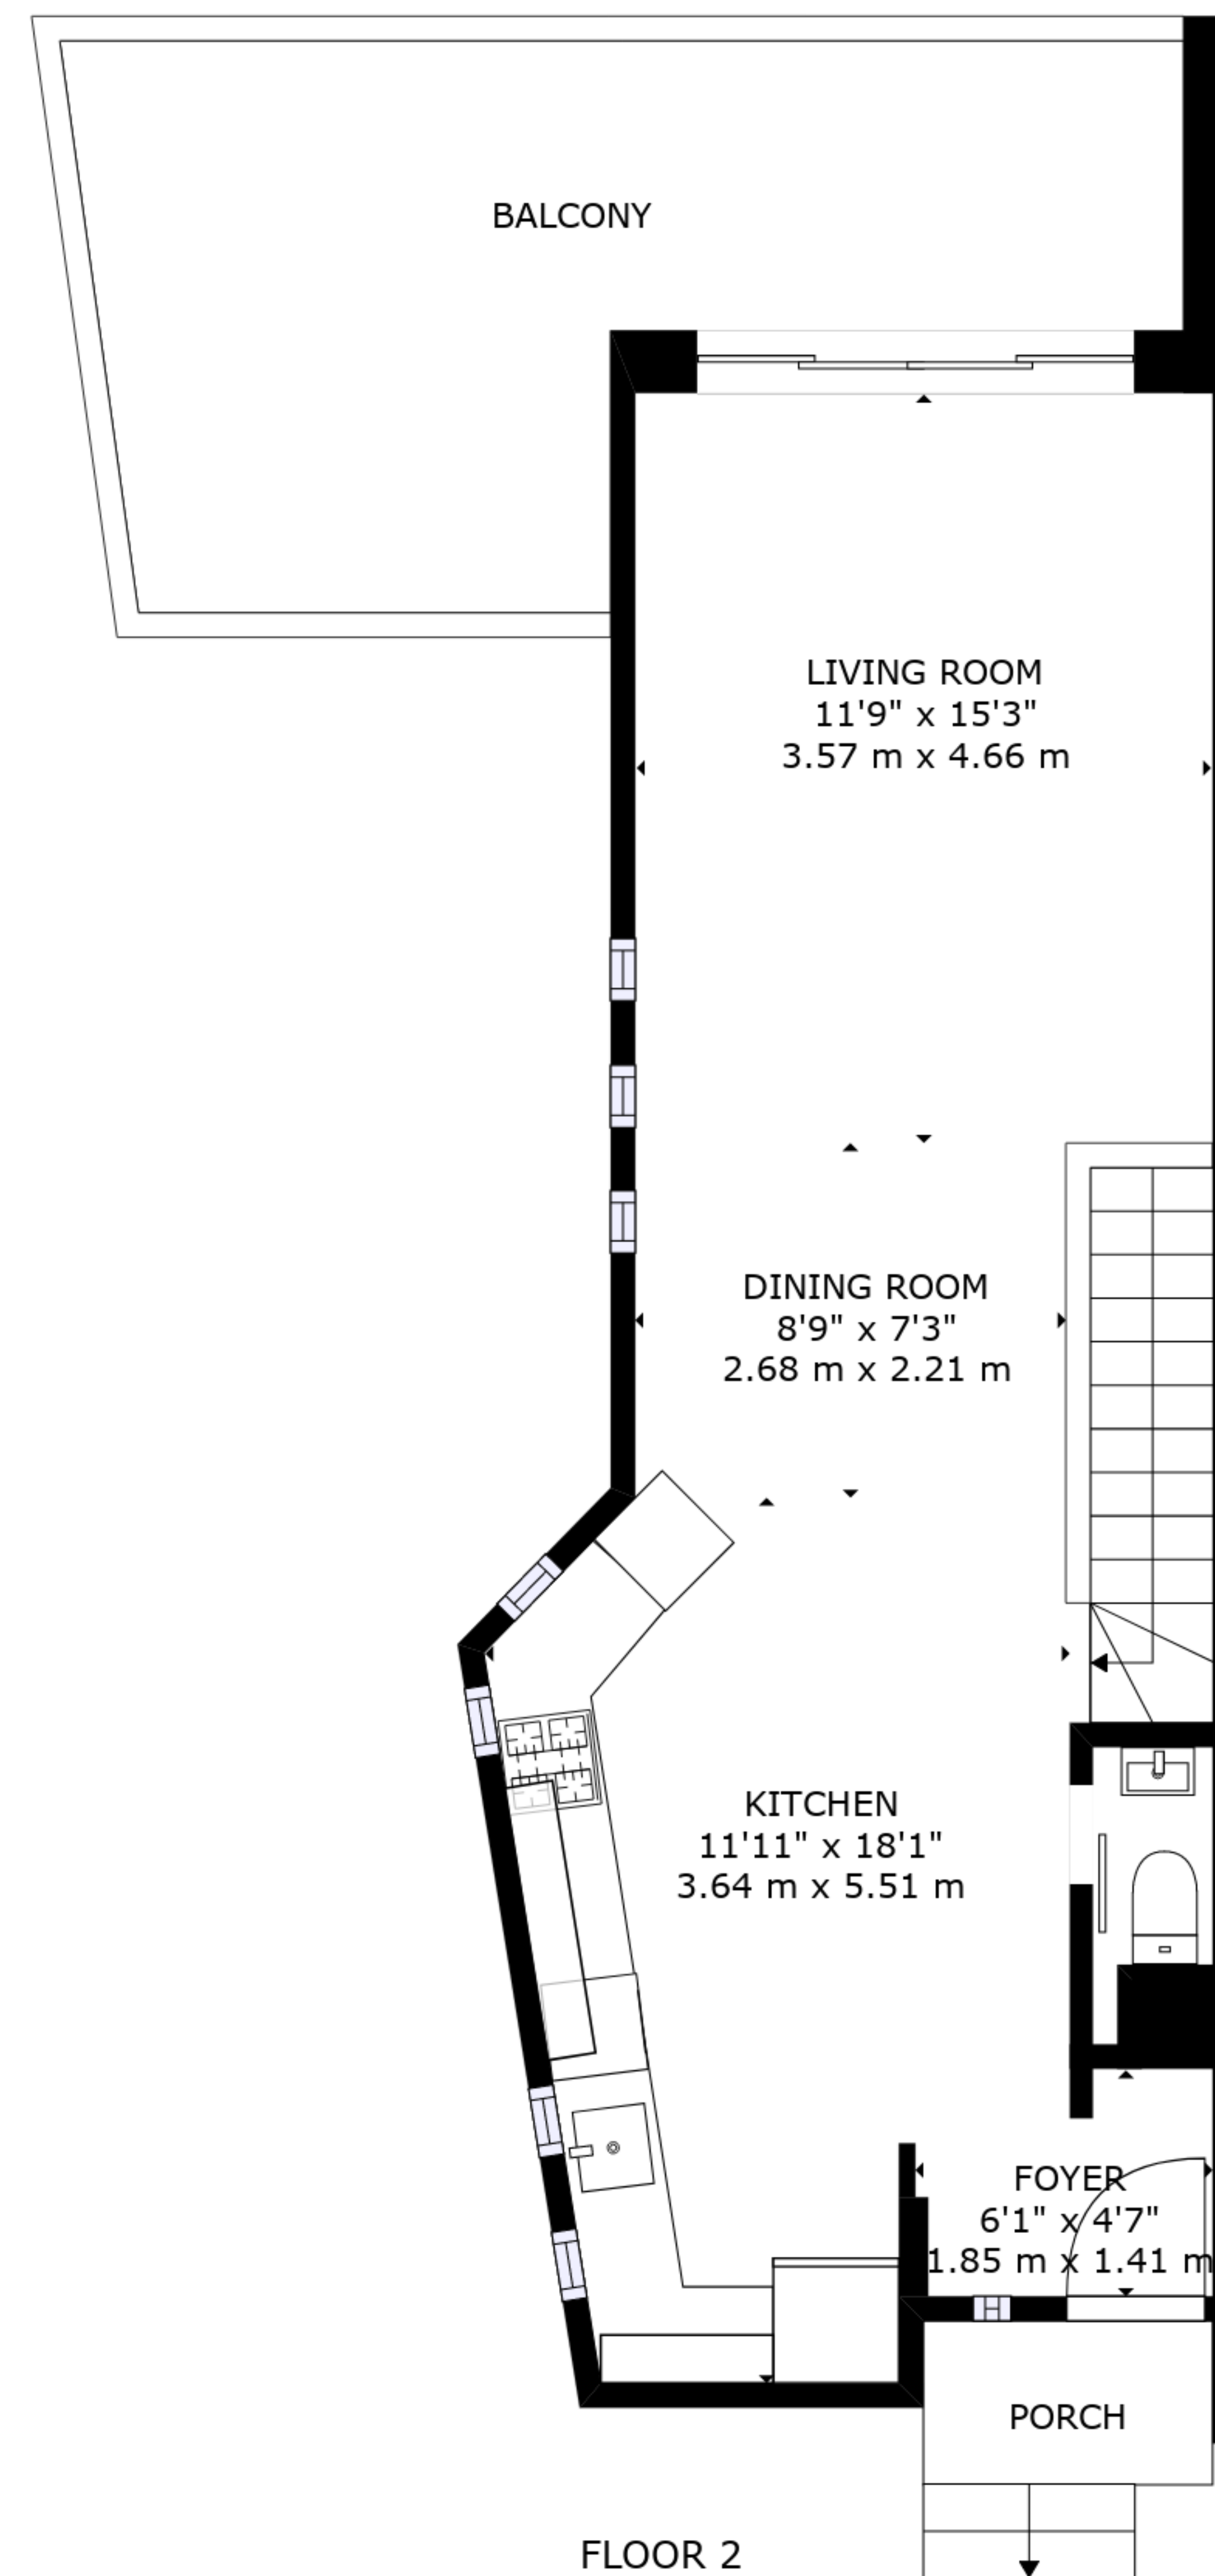 BALCONY
LIVING ROOM
11'9" x 15'3"
3.57 m x 4.66 m
DINING ROOM
8'9" x 7'3"
2.68 m x 2.21 m
KITCHEN
11'11" x 18'1"
3.64 m x 5.51 m
FOYER
6'1" x 4'7"
1.85 m x 1.41 m
PORCH
FLOOR 2